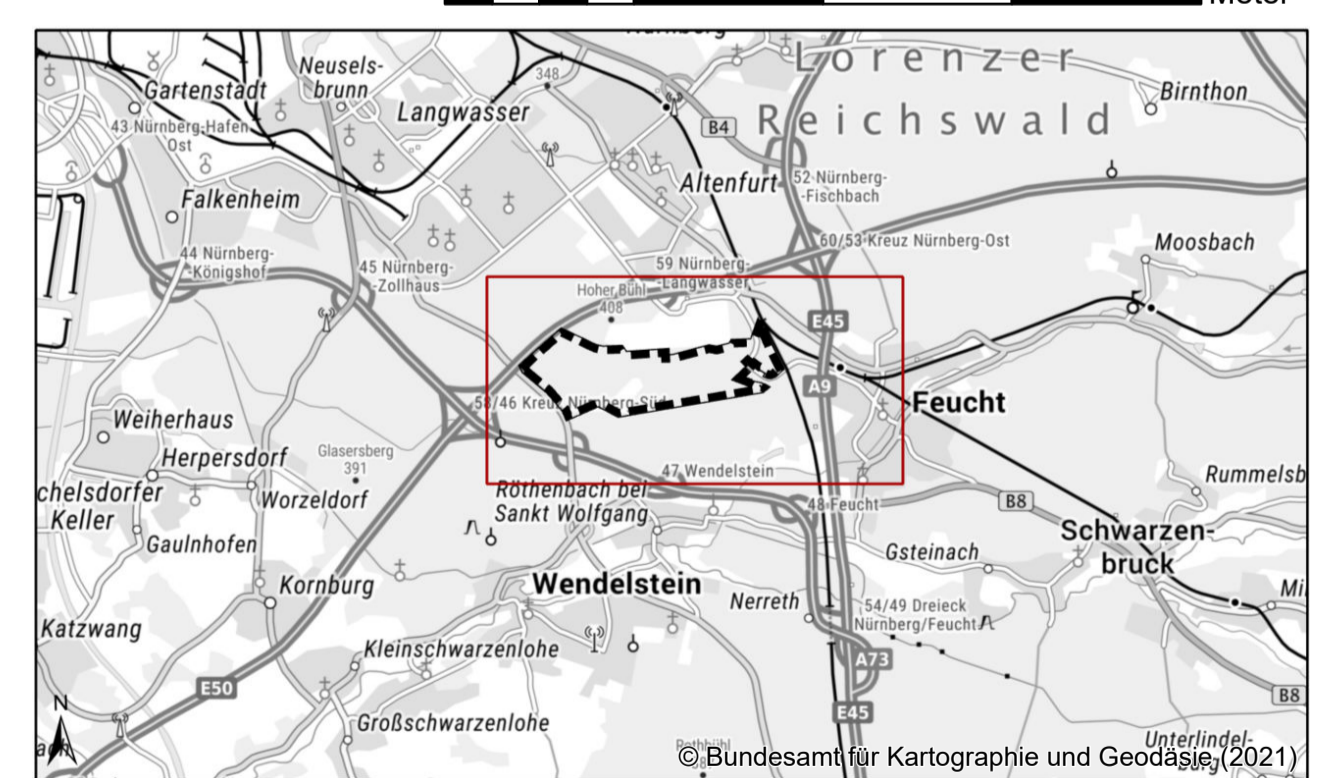 Meter
Nürnberg
Lorenzer
Reichswald
Neusels-
brunn
Gartenstadt
348
Langwasser
Birnthon
43 Nürnberg-Hafen
Ost
B4
Altenfurt
52 Nürnberg-
-Fischbach
Falkenheim
60/53 Kreuz Nürnberg-Ost
Moosbach
44 Nürnberg-
-Königshof
45 Nürnberg-
-Zollhaus
59 Nürnberg-
-Langwasser
Hoher Bühl
408
E45
A9
58/46 Kreuz Nürnberg-Süd
Feucht
Weiherhaus
Glasersberg
391
Herpersdorf
Worzeldorf
47 Wendelstein
Rummelsb
chelsdorfer
Keller
Röthenbach bei
Sankt Wolfgang
48 Feucht
B8
Gaulnhofen
Schwarzen-
bruck
Gsteinach
Kornburg
Wendelstein
Nerreth
54/49 Dreieck
Nürnberg/Feucht
Mi
Katzwang
Kleinschwarzenlohe
A73
E50
B8
N
Großschwarzenlohe
E45
Unterlindel-
burg
© Bundesamt für Kartographie und Geodäsie (2021)